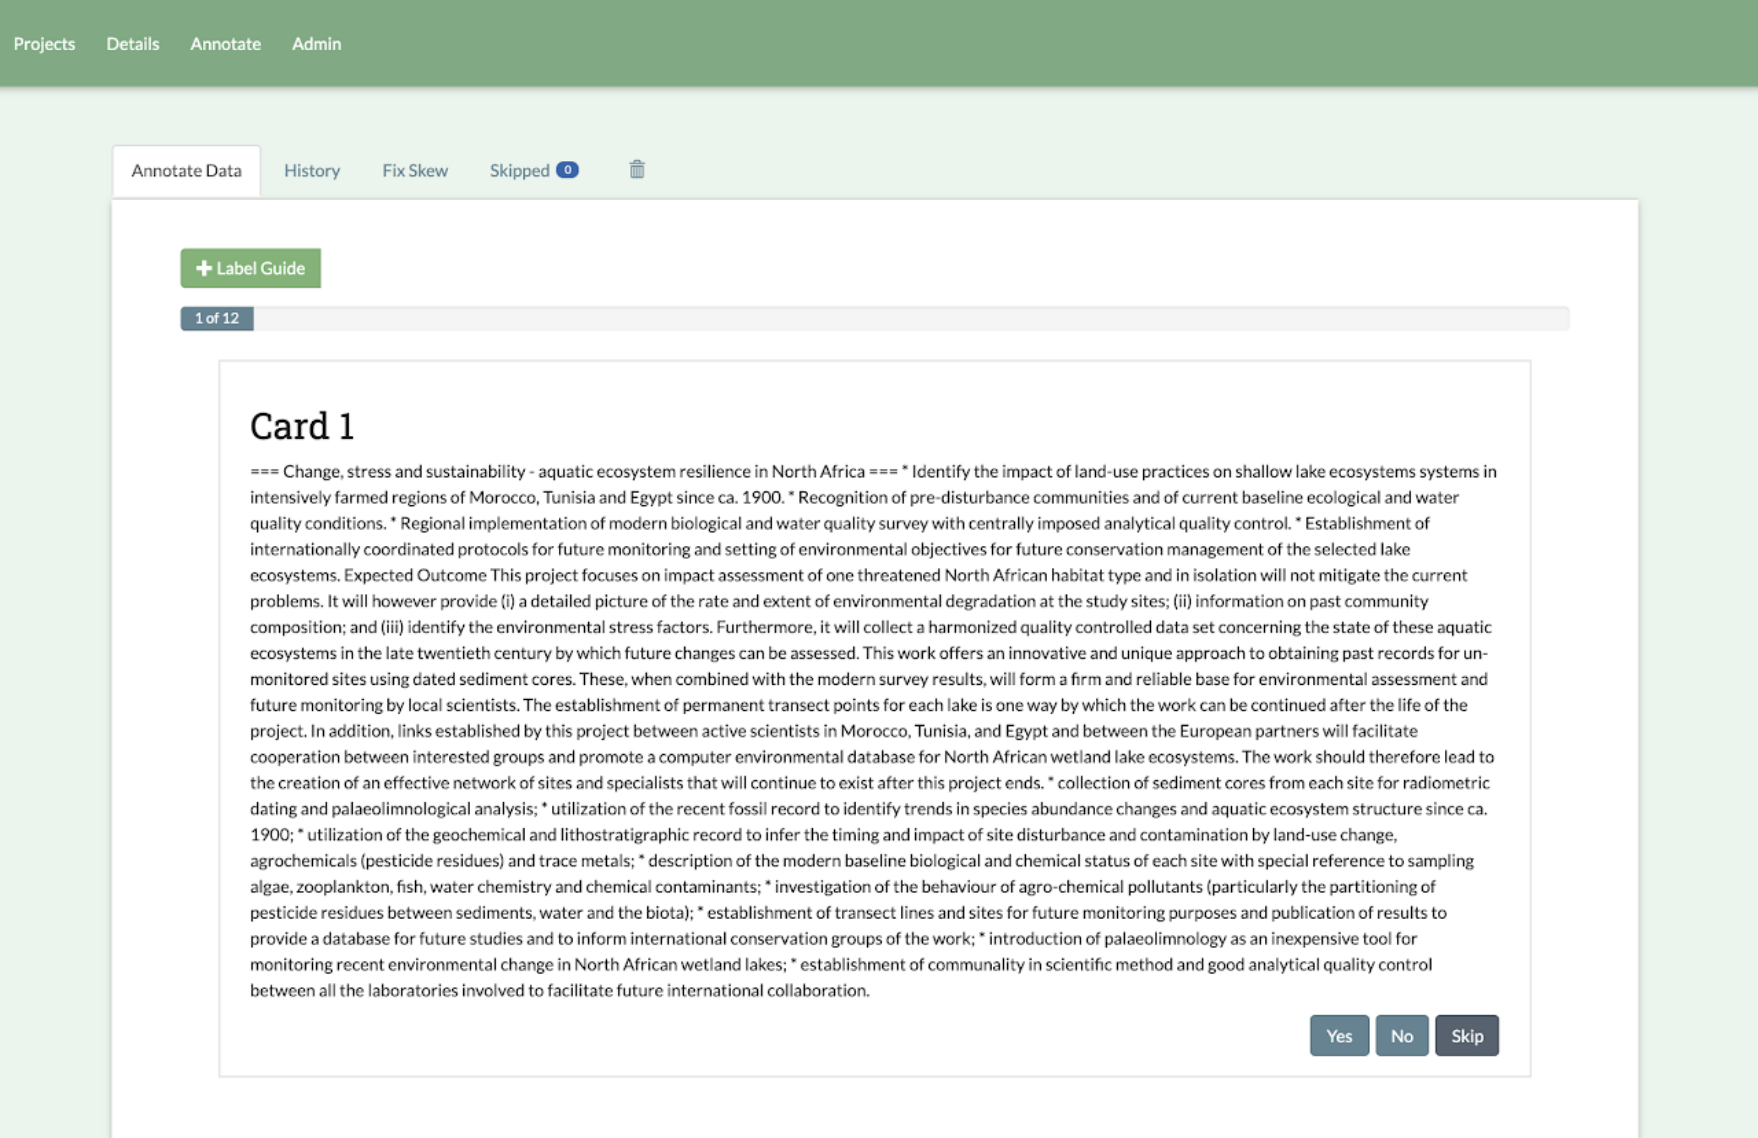 Projects Details Annotate Admin
Annotate Data History Fix Skew Skipped 0
Label Guide
1 of 12
Card 1
=== Change, stress and sustainability - aquatic ecosystem resilience in North Africa === * Identify the impact of land-use practices on shallow lake ecosystems systems in
intensively farmed regions of Morocco, Tunisia and Egypt since ca. 1900. * Recognition of pre-disturbance communities and of current baseline ecological and water
quality conditions. * Regional implementation of modern biological and water quality survey with centrally imposed analytical quality control. * Establishment of
internationally coordinated protocols for future monitoring and setting of environmental objectives for future conservation management of the selected lake
ecosystems. Expected Outcome This project focuses on impact assessment of one threatened North African habitat type and in isolation will not mitigate the current
problems. It will however provide (i) a detailed picture of the rate and extent of environmental degradation at the study sites; (ii) information on past community
composition; and (iii) identify the environmental stress factors. Furthermore, it will collect a harmonized quality controlled data set concerning the state of these aquatic
ecosystems in the late twentieth century by which future changes can be assessed. This work offers an innovative and unique approach to obtaining past records for un-
monitored sites using dated sediment cores. These, when combined with the modern survey results, will form a firm and reliable base for environmental assessment and
future monitoring by local scientists. The establishment of permanent transect points for each lake is one way by which the work can be continued after the life of the
project. In addition, links established by this project between active scientists in Morocco, Tunisia, and Egypt and between the European partners will facilitate
cooperation between interested groups and promote a computer environmental database for North African wetland lake ecosystems. The work should therefore lead to
the creation of an effective network of sites and specialists that will continue to exist after this project ends. * collection of sediment cores from each site for radiometric
dating and palaeolimnological analysis; * utilization of the recent fossil record to identify trends in species abundance changes and aquatic ecosystem structure since ca.
1900; * utilization of the geochemical and lithostratigraphic record to infer the timing and impact of site disturbance and contamination by land-use change,
agrochemicals (pesticide residues) and trace metals; * description of the modern baseline biological and chemical status of each site with special reference to sampling
algae, zooplankton, fish, water chemistry and chemical contaminants; * investigation of the behaviour of agro-chemical pollutants (particularly the partitioning of
pesticide residues between sediments, water and the biota); * establishment of transect lines and sites for future monitoring purposes and publication of results to
provide a database for future studies and to inform international conservation groups of the work; * introduction of palaeolimnology as an inexpensive tool for
monitoring recent environmental change in North African wetland lakes; * establishment of communality in scientific method and good analytical quality control
between all the laboratories involved to facilitate future international collaboration.
Yes No Skip